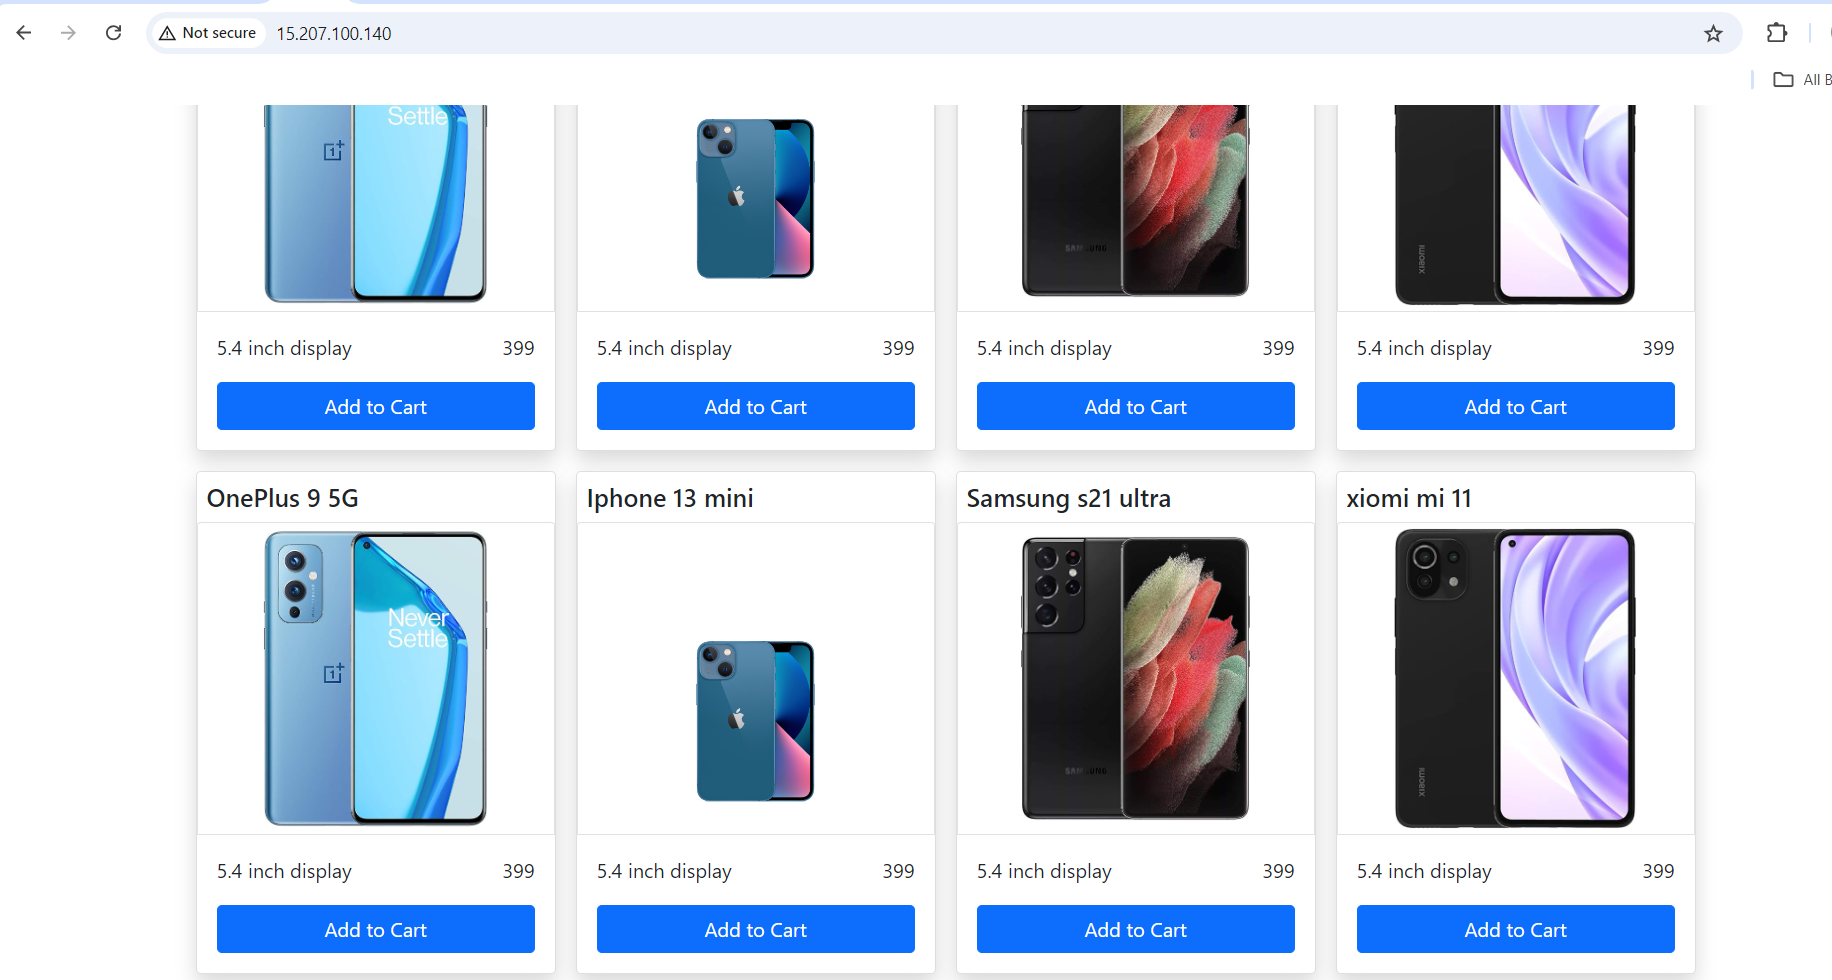 Not secure 15.207.100.140
All B
Settle
SAMSUNG
xiaomi
5.4 inch display 399
5.4 inch display 399
5.4 inch display 399
5.4 inch display 399
Add to Cart
Add to Cart
Add to Cart
Add to Cart
OnePlus 9 5G
Iphone 13 mini
Samsung s21 ultra
xiomi mi 11
Never
Settle
SAMSUNG
xiaomi
5.4 inch display 399
5.4 inch display 399
5.4 inch display 399
5.4 inch display 399
Add to Cart
Add to Cart
Add to Cart
Add to Cart